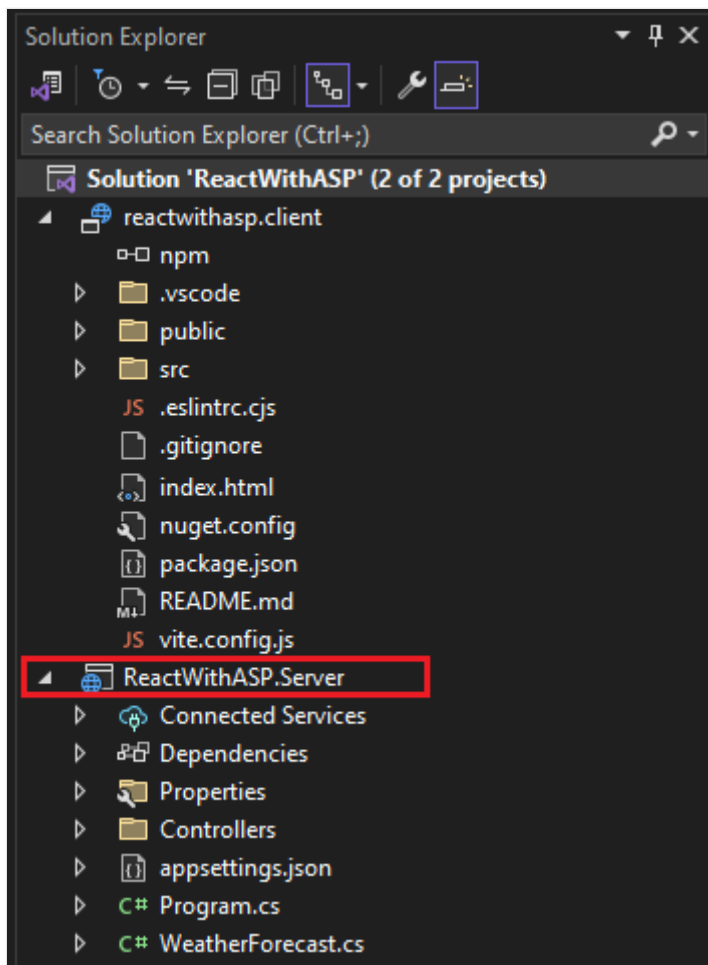 Solution Explorer
Search Solution Explorer (Ctrl+;)
Solution 'ReactWithASP' (2 of 2 projects)
reactwithasp.client
npm
.vscode
public
src
JS .eslintrc.cjs
.gitignore
index.html
nuget.config
package.json
README.md
JS vite.config.js
ReactWithASP.Server
Connected Services
Dependencies
Properties
Controllers
appsettings.json
C# Program.cs
C# WeatherForecast.cs